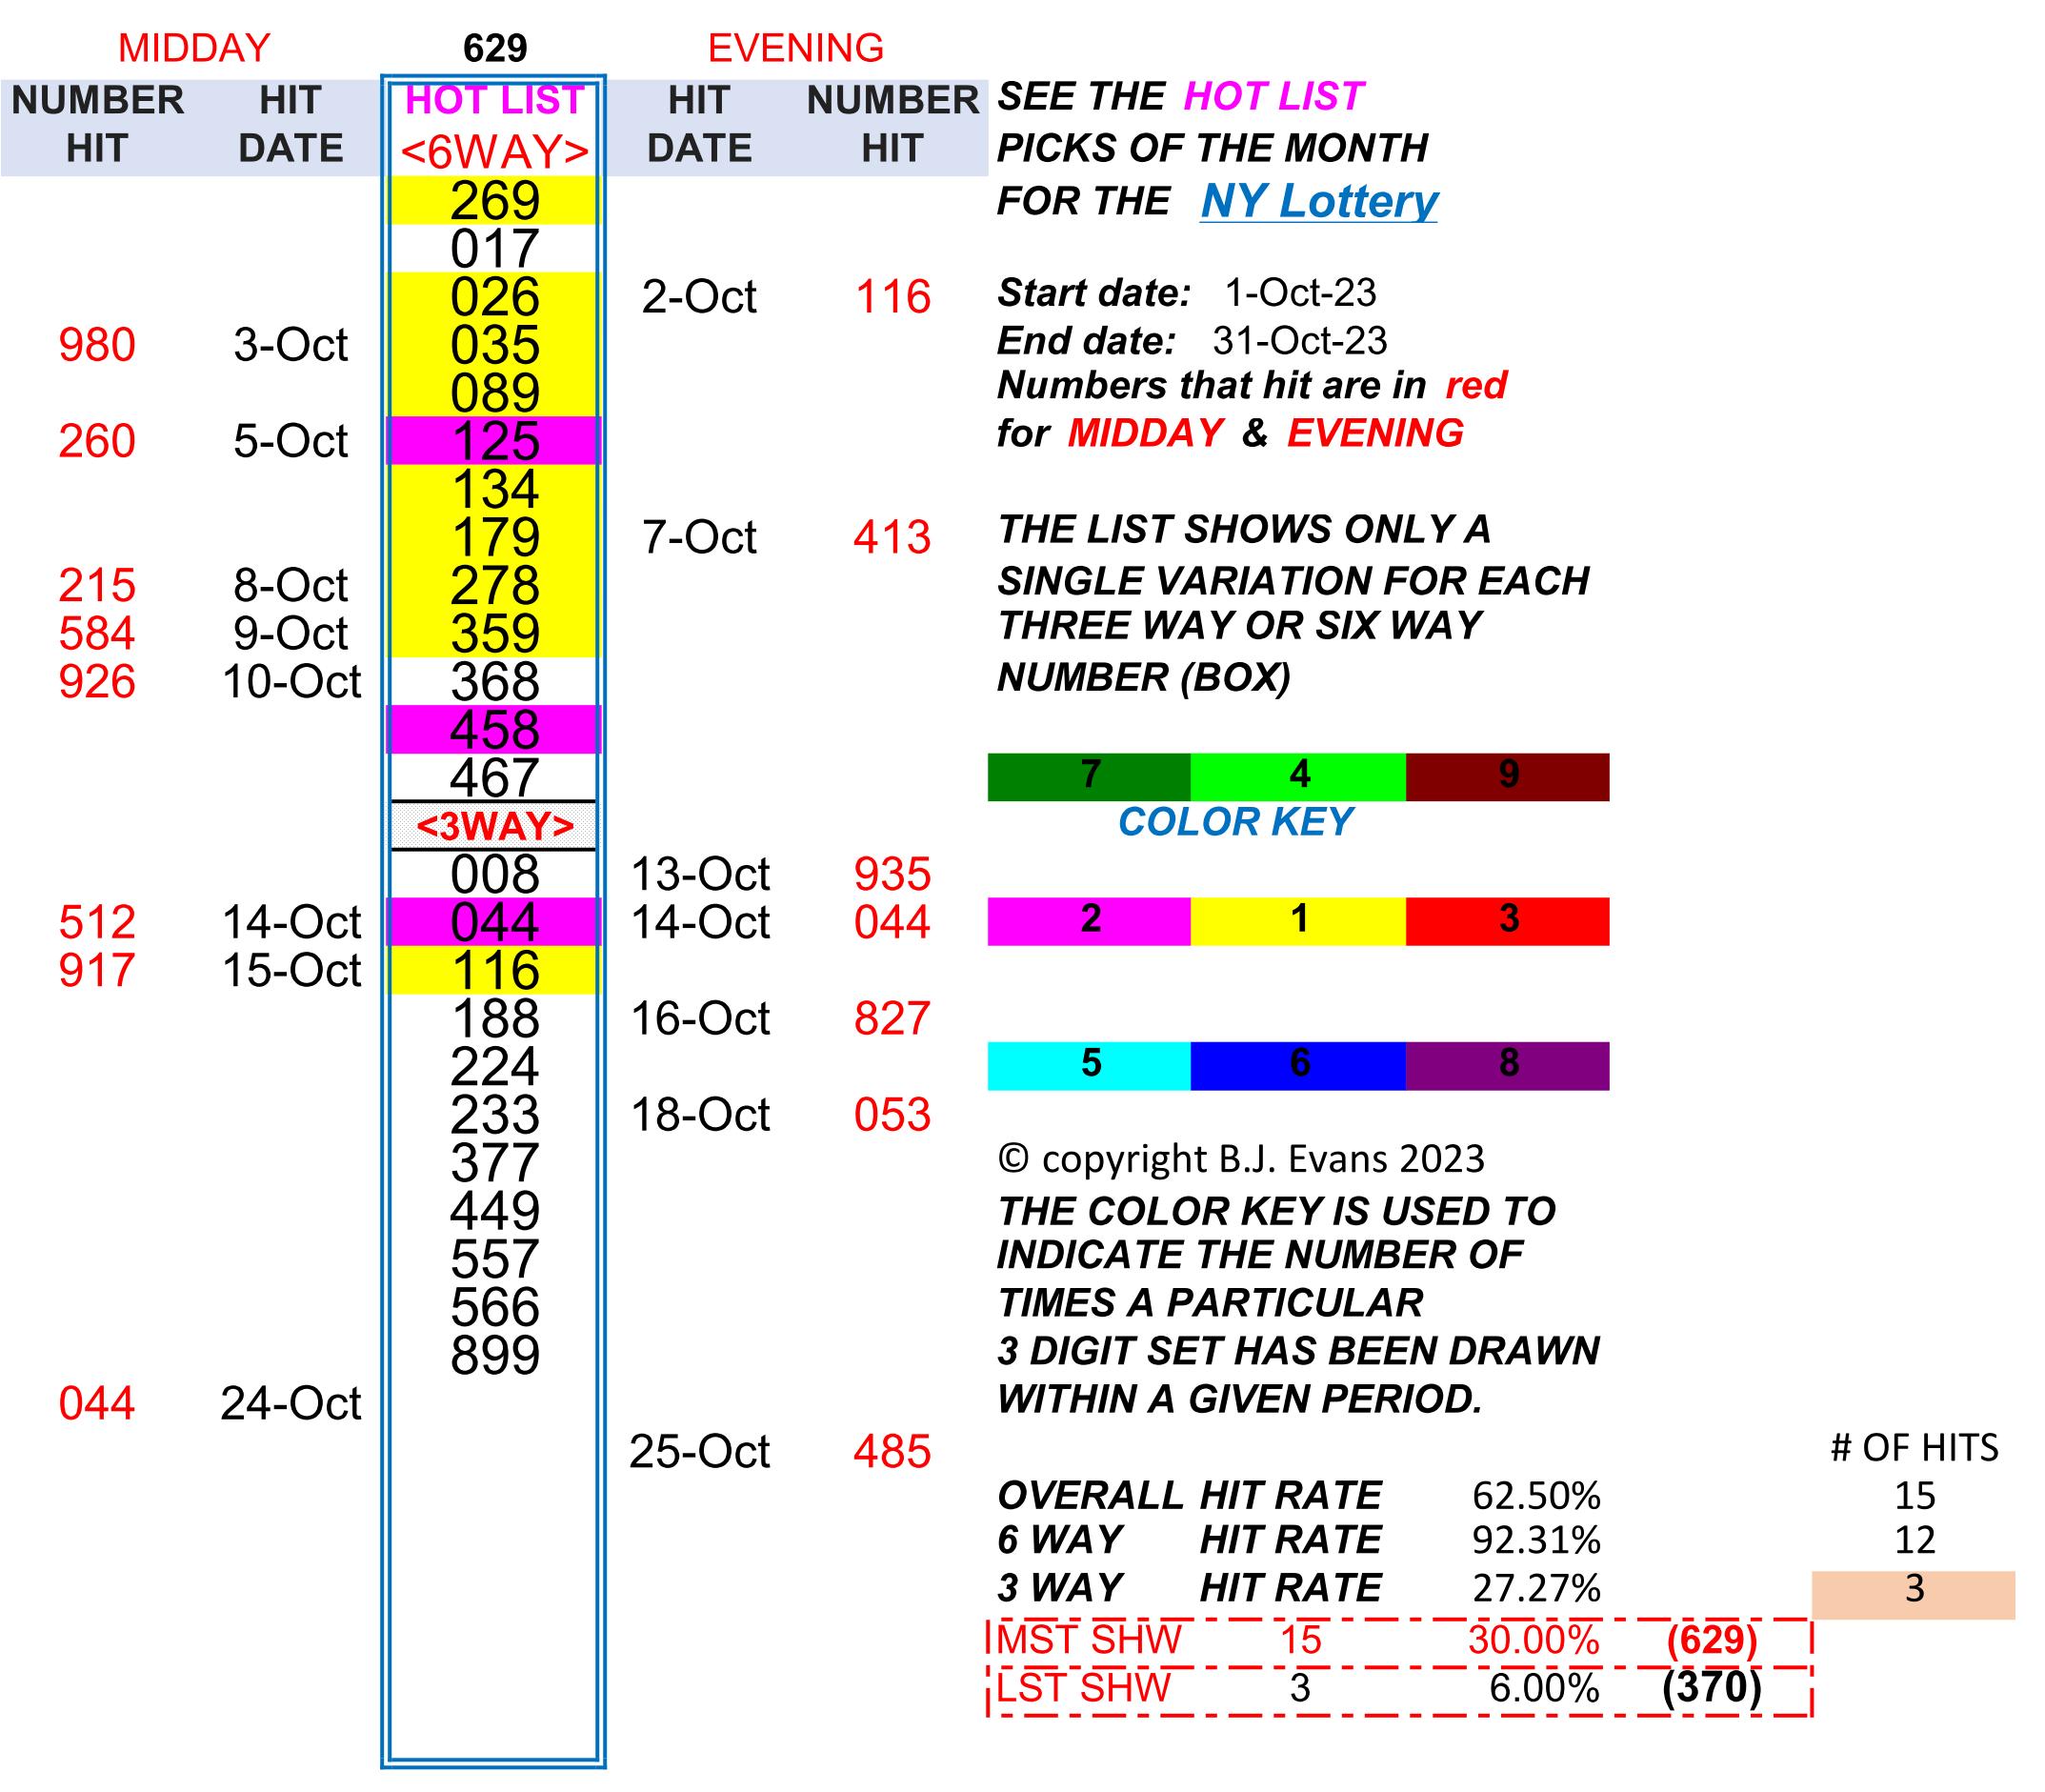 MIDDAY 629 EVENING
NUMBER HIT HOT LIST HIT NUMBER SEE THE HOT LIST
HIT DATE <6WAY> DATE HIT PICKS OF THE MONTH
269 FOR THE NY Lottery
017
026 2-Oct 116 Start date: 1-Oct-23
980 3-Oct 035 End date: 31-Oct-23
089 Numbers that hit are in red
260 5-Oct 125 for MIDDAY & EVENING
134
179 7-Oct 413 THE LIST SHOWS ONLY A
215 8-Oct 278 SINGLE VARIATION FOR EACH
584 9-Oct 359 THREE WAY OR SIX WAY
926 10-Oct 368 NUMBER (BOX)
458
467 7 4 9
<3WAY> COLOR KEY
008 13-Oct 935
512 14-Oct 044 14-Oct 044 2 1 3
917 15-Oct 116
188 16-Oct 827
224 5 6 8
233 18-Oct 053
377 © copyright B.J. Evans 2023
449 THE COLOR KEY IS USED TO
557 INDICATE THE NUMBER OF
566 TIMES A PARTICULAR
899 3 DIGIT SET HAS BEEN DRAWN
044 24-Oct WITHIN A GIVEN PERIOD.
25-Oct 485 # OF HITS
OVERALL HIT RATE 62.50% 15
6 WAY HIT RATE 92.31% 12
3 WAY HIT RATE 27.27% 3
MST SHW 15 30.00% (629)
LST SHW 3 6.00% (370)